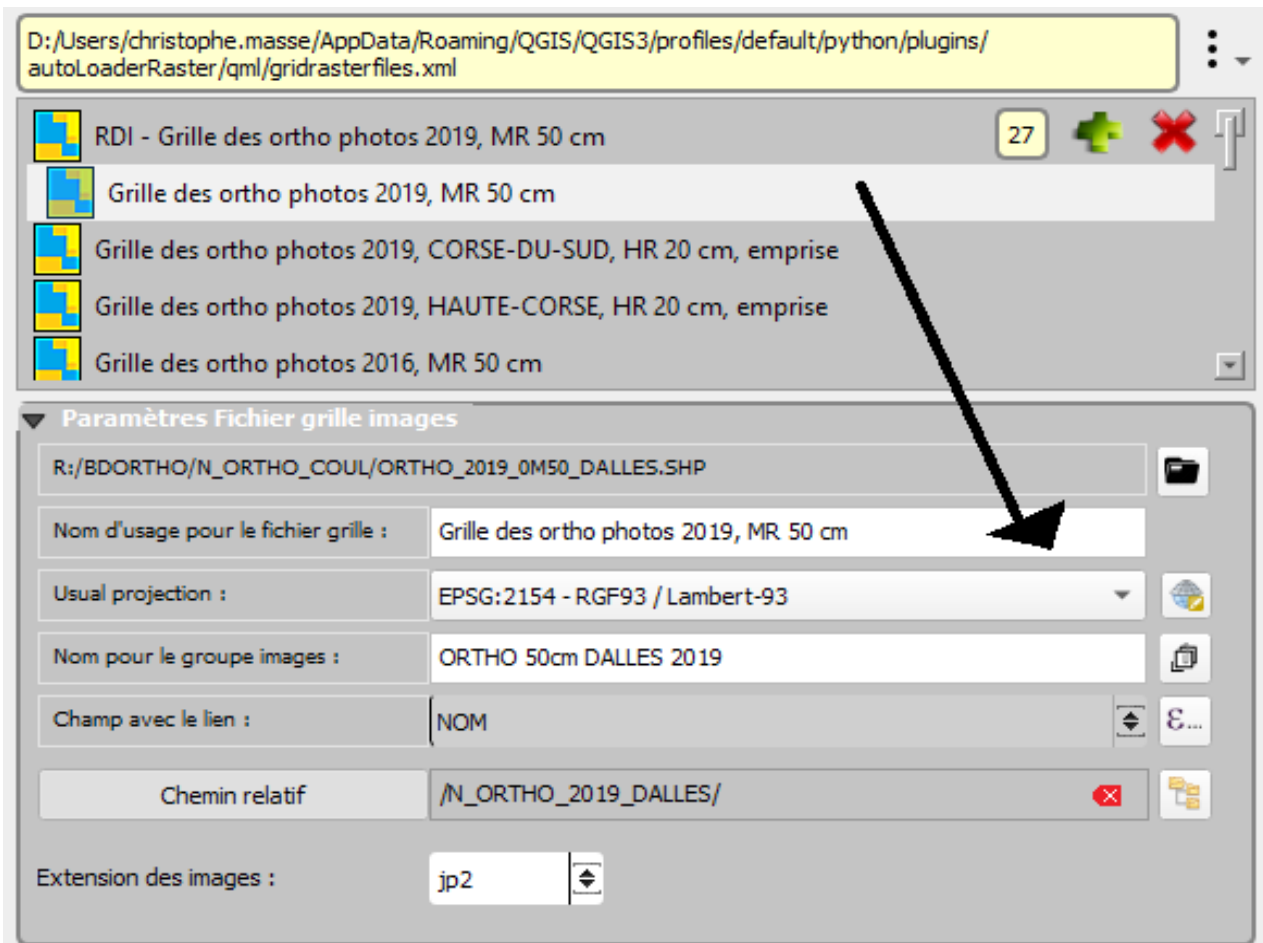 D:/Users/christophe.masse/AppData/Roaming/QGIS/QGIS3/profiles/default/python/plugins/
autoLoaderRaster/qml/gridrasterfiles.xml
RDI - Grille des ortho photos 2019, MR 50 cm 27
Grille des ortho photos 2019, MR 50 cm
Grille des ortho photos 2019, CORSE-DU-SUD, HR 20 cm, emprise
Grille des ortho photos 2019, HAUTE-CORSE, HR 20 cm, emprise
Grille des ortho photos 2016, MR 50 cm
Paramètres Fichier grille images
R:/BDORTHO/N_ORTHO_COUL/ORTHO_2019_0M50_DALLES.SHP
Nom d'usage pour le fichier grille : Grille des ortho photos 2019, MR 50 cm
Usual projection : EPSG:2154 - RGF93 / Lambert-93
Nom pour le groupe images : ORTHO 50cm DALLES 2019
Champ avec le lien : NOM ε...
Chemin relatif /N_ORTHO_2019_DALLES/
Extension des images : jp2